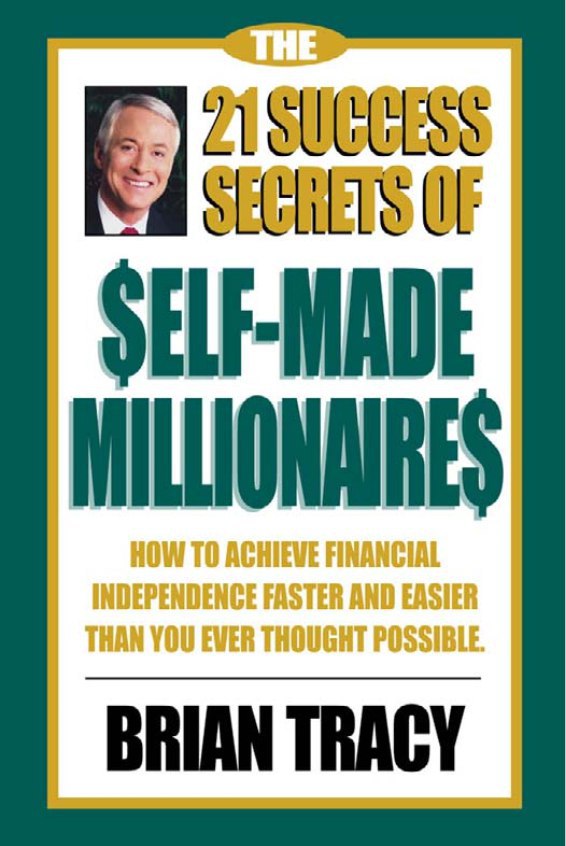 THE
21 SUCCESS
SECRETS OF
$ELF-MADE
MILLIONAIRE$
HOW TO ACHIEVE FINANCIAL
INDEPENDENCE FASTER AND EASIER
THAN YOU EVER THOUGHT POSSIBLE.
BRIAN TRACY